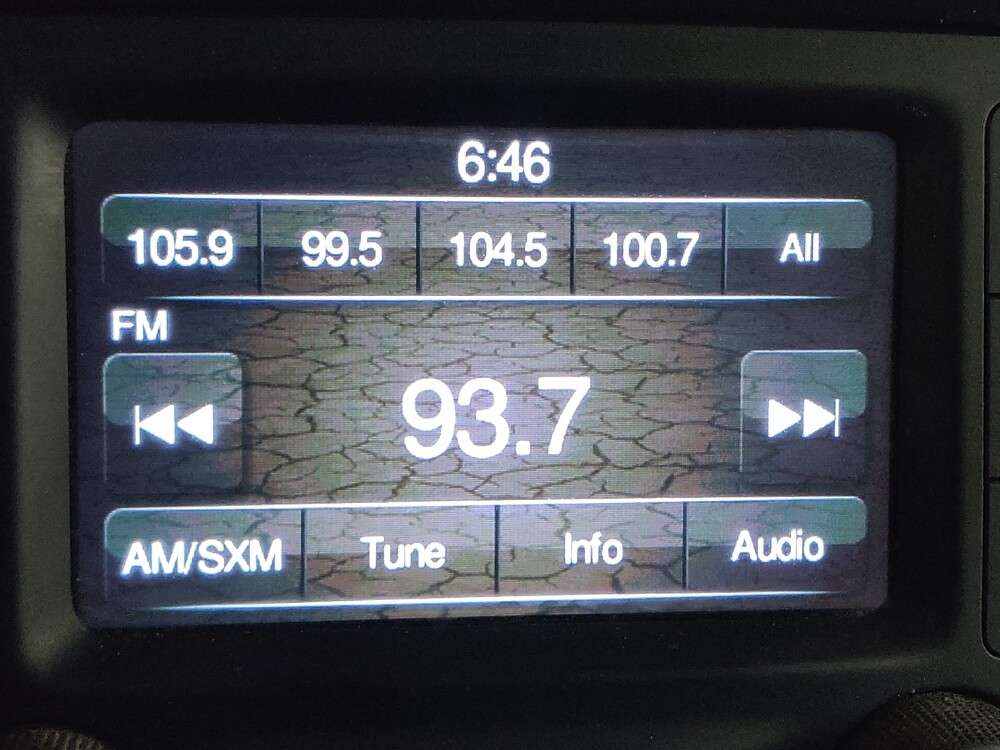 6:46
105.9 99.5 104.5 100.7 All
FM
93.7
AM/SXM Tune Info Audio